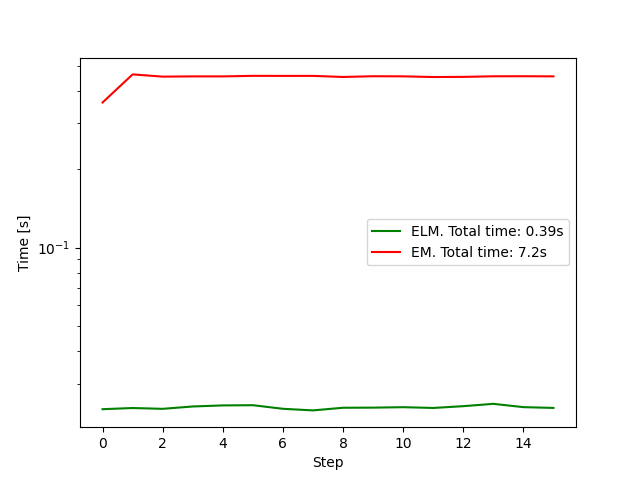 Time [s]
10⁻¹
ELM. Total time: 0.39s
EM. Total time: 7.2s
0 2 4 6 8 10 12 14
Step